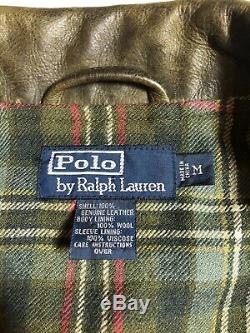 Polo
by Ralph Lauren
MADE IN
CHINA
M
SHELL: 100%
GENUINE LEATHER
BODY LINING:
100% WOOL
SLEEVE LINING:
100% VISCOSE
CARE INSTRUCTIONS
OVER